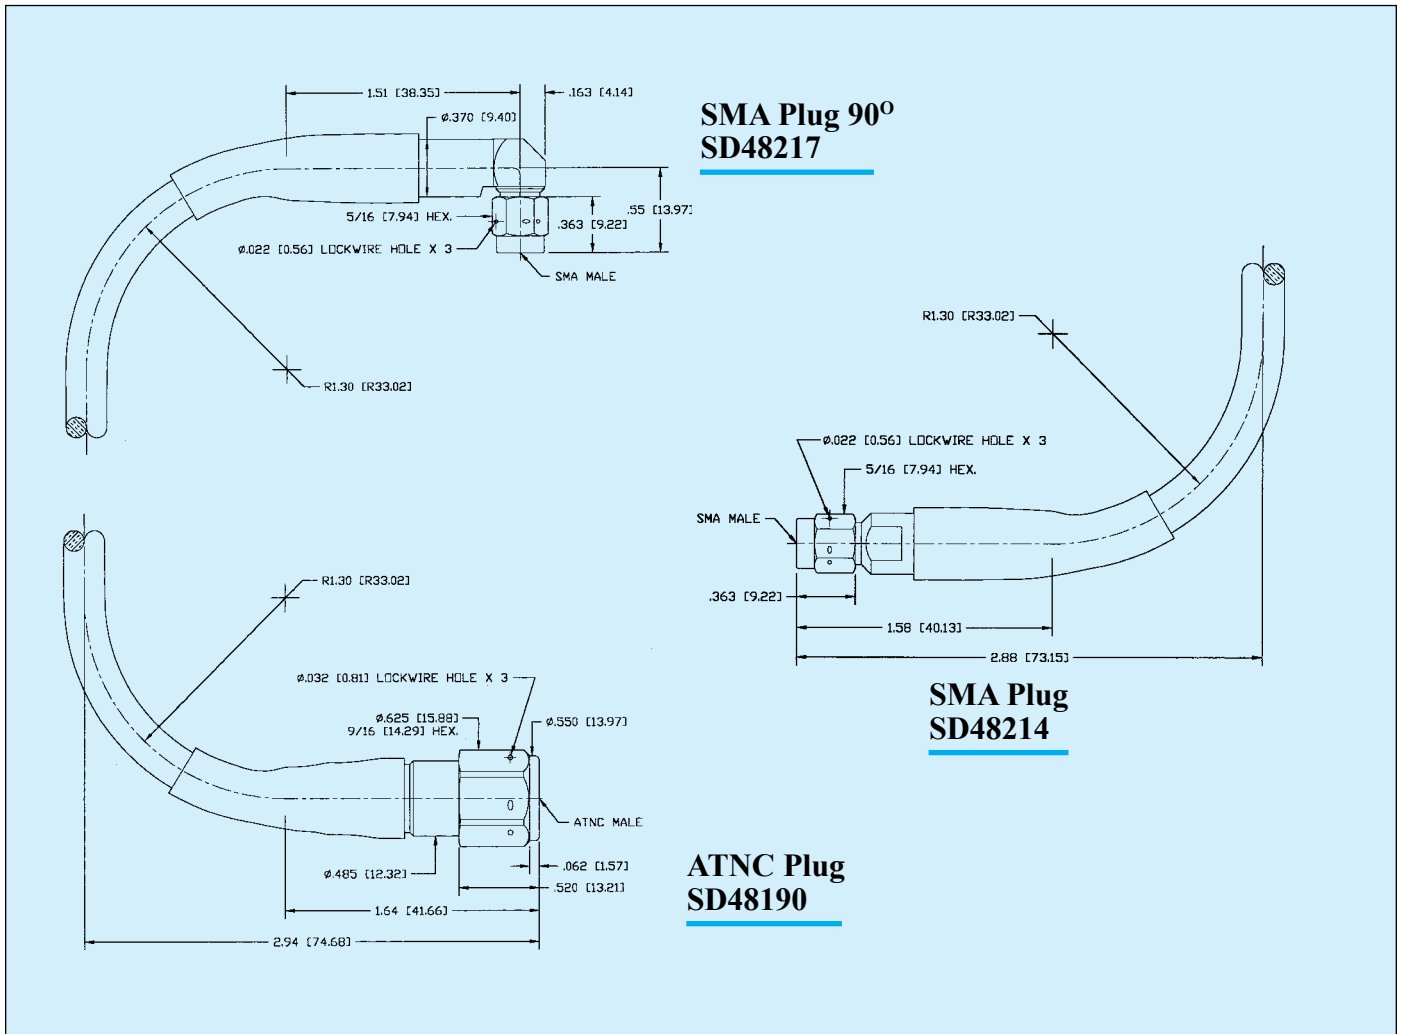 1.51 [38.35]
.163 [4.14]
Ø.370 [9.40]
SMA Plug 90O
SD48217
5/16 [7.94] HEX.
.363 [9.22]
.55 [13.97]
Ø.022 [0.56] LOCKWIRE HOLE X 3
SMA MALE
R1.30 [R33.02]
R1.30 [R33.02]
Ø.022 [0.56] LOCKWIRE HOLE X 3
5/16 [7.94] HEX.
SMA MALE
.363 [9.22]
1.58 [40.13]
2.88 [73.15]
SMA Plug
SD48214
R1.30 [R33.02]
Ø.032 [0.81] LOCKWIRE HOLE X 3
Ø.625 [15.88]
9/16 [14.29] HEX.
Ø.550 [13.97]
ATNC MALE
Ø.485 [12.32]
.062 [1.57]
.520 [13.21]
1.64 [41.66]
2.94 [74.68]
ATNC Plug
SD48190